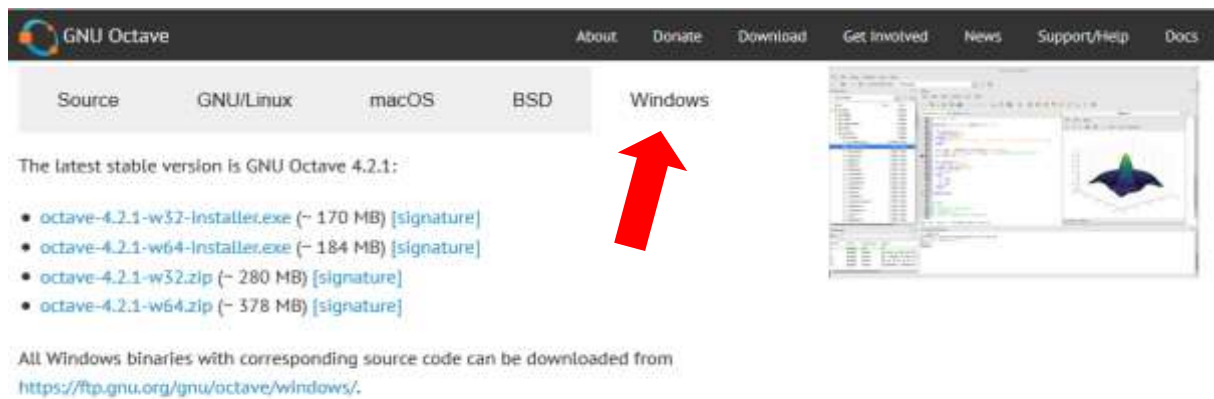 GNU Octave
About Donate Download Get Involved News Support/Help Docs
Source GNU/Linux macOS BSD Windows
The latest stable version is GNU Octave 4.2.1:
• octave-4.2.1-w32-installer.exe (~ 170 MB) [signature]
• octave-4.2.1-w64-installer.exe (~ 184 MB) [signature]
• octave-4.2.1-w32.zip (~ 280 MB) [signature]
• octave-4.2.1-w64.zip (~ 378 MB) [signature]
All Windows binaries with corresponding source code can be downloaded from
https://ftp.gnu.org/gnu/octave/windows/.